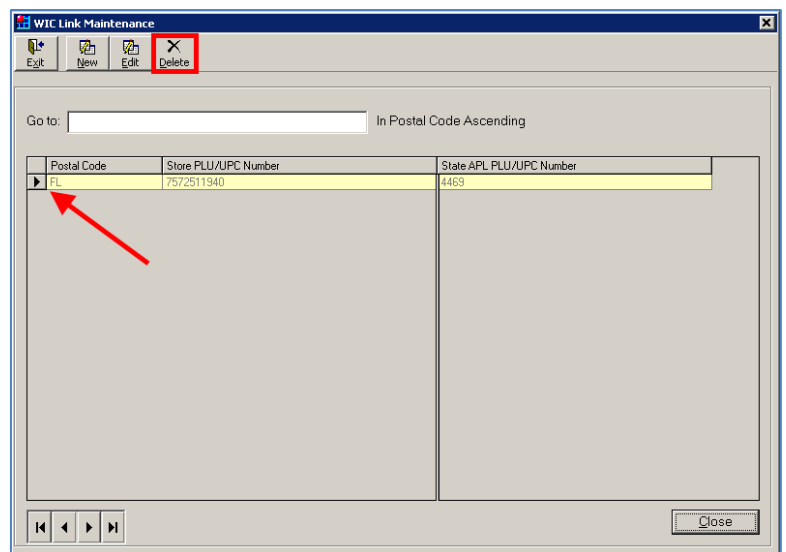 WIC Link Maintenance
Exit New Edit Delete
Go to: In Postal Code Ascending
Postal Code Store PLU/UPC Number State APL PLU/UPC Number
FL 7572511940 4469
Close